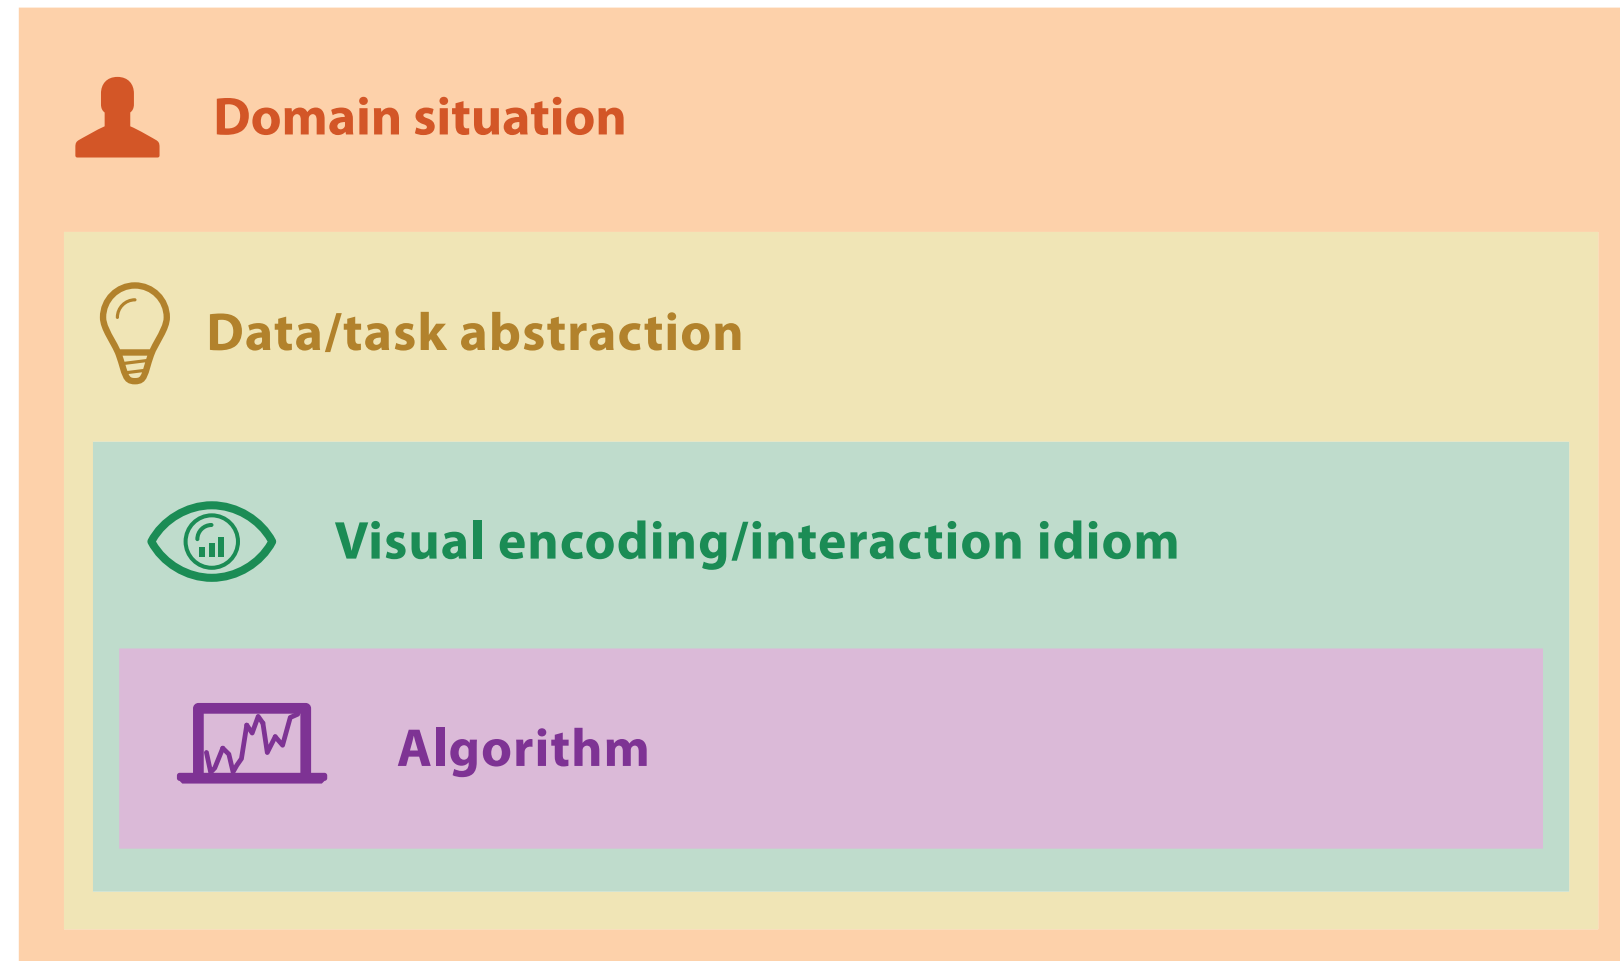 Domain situation
Data/task abstraction
Visual encoding/interaction idiom
Algorithm